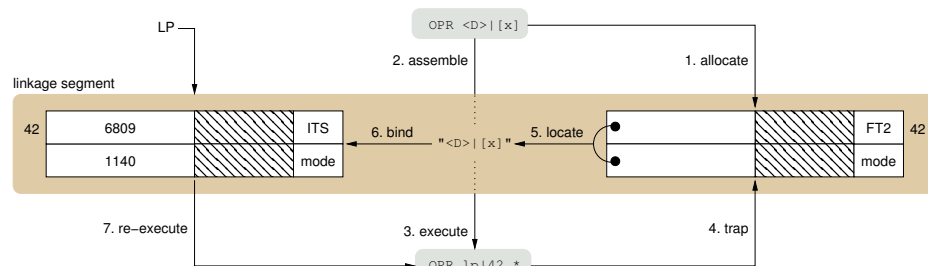 LP
OPR <D>|[x]
2. assemble
1. allocate
linkage segment
42
6809
ITS
6. bind
"<D>|[x]"
5. locate
FT2
42
1140
mode
mode
7. re-execute
3. execute
4. trap
OPR lp|42,*